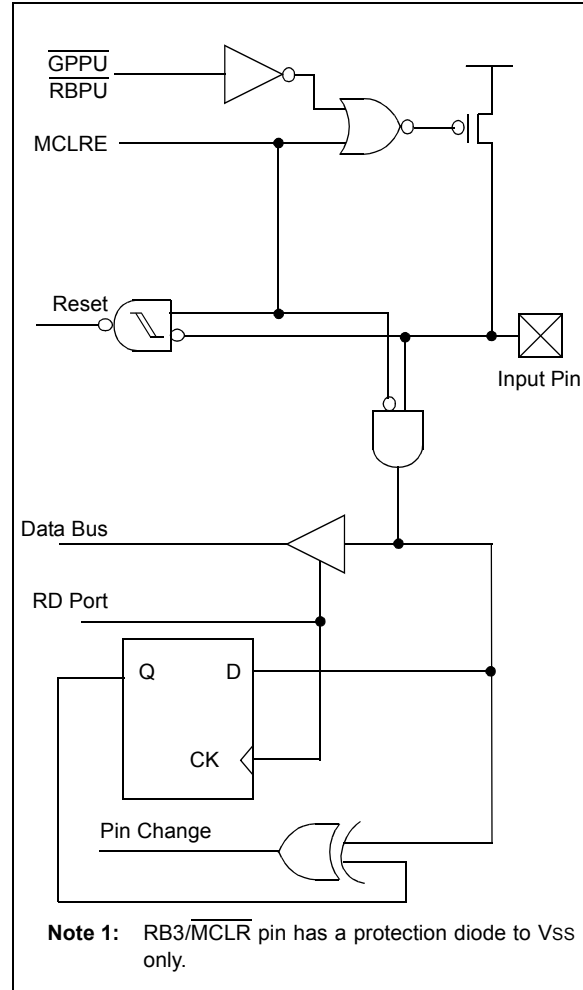 GPPU
RBPU
MCLRE
Reset
Input Pin
Data Bus
RD Port
Q D
CK
Pin Change
Note 1: RB3/MCLR pin has a protection diode to VSS
only.